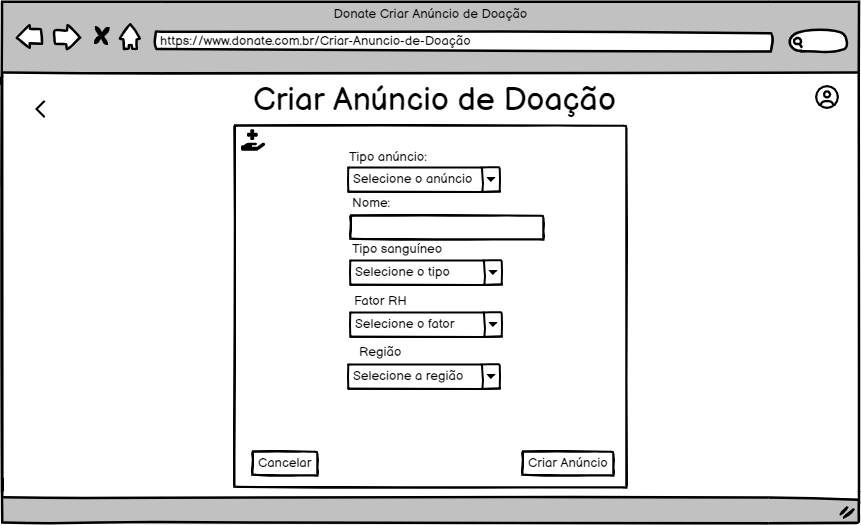 Donate Criar Anúncio de Doação
https://www.donate.com.br/Criar-Anuncio-de-Doação
Criar Anúncio de Doação
Tipo anúncio:
Selecione o anúncio
Nome:
Tipo sanguíneo
Selecione o tipo
Fator RH
Selecione o fator
Região
Selecione a região
Cancelar
Criar Anúncio